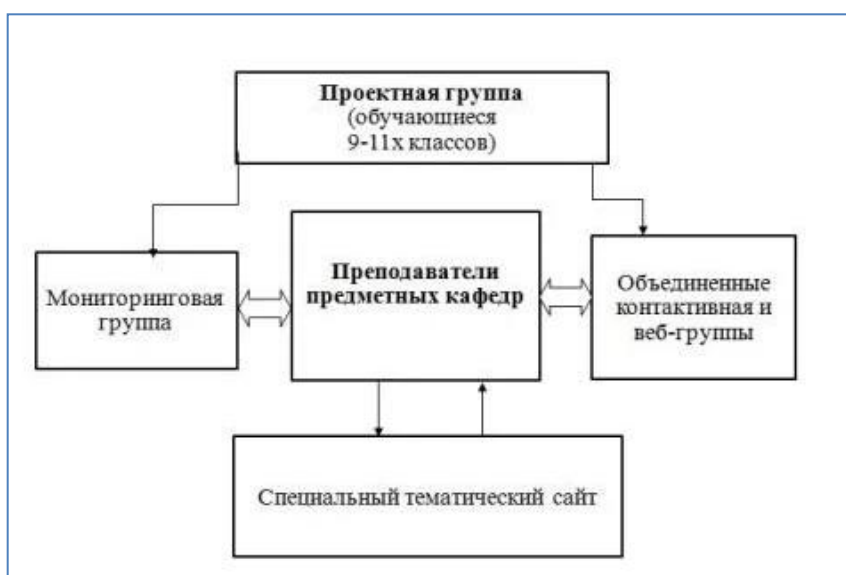 Проектная группа
(обучающиеся
9-11х классов)
Мониторинговая
группа
Преподаватели
предметных кафедр
Объединенные
контактивная и
веб-группы
Специальный тематический сайт